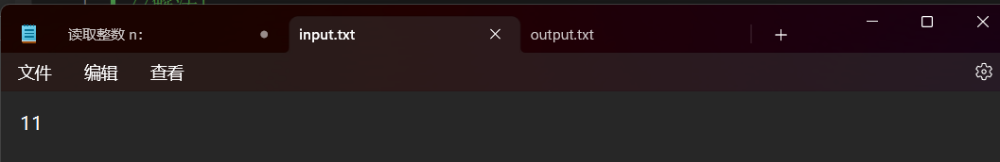 读取整数 n：
input.txt
output.txt
文件 编辑 查看
11